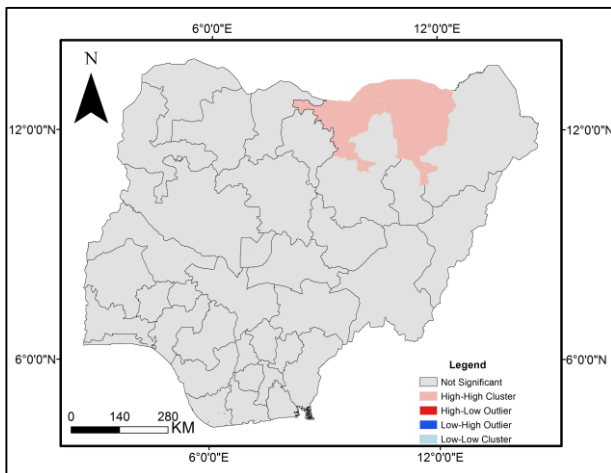 6°0'0"E 12°0'0"E
N
12°0'0"N 12°0'0"N
6°0'0"N 6°0'0"N
Legend
Not Significant
High-High Cluster
High-Low Outlier
Low-High Outlier
Low-Low Cluster
0 140 280
KM
6°0'0"E 12°0'0"E